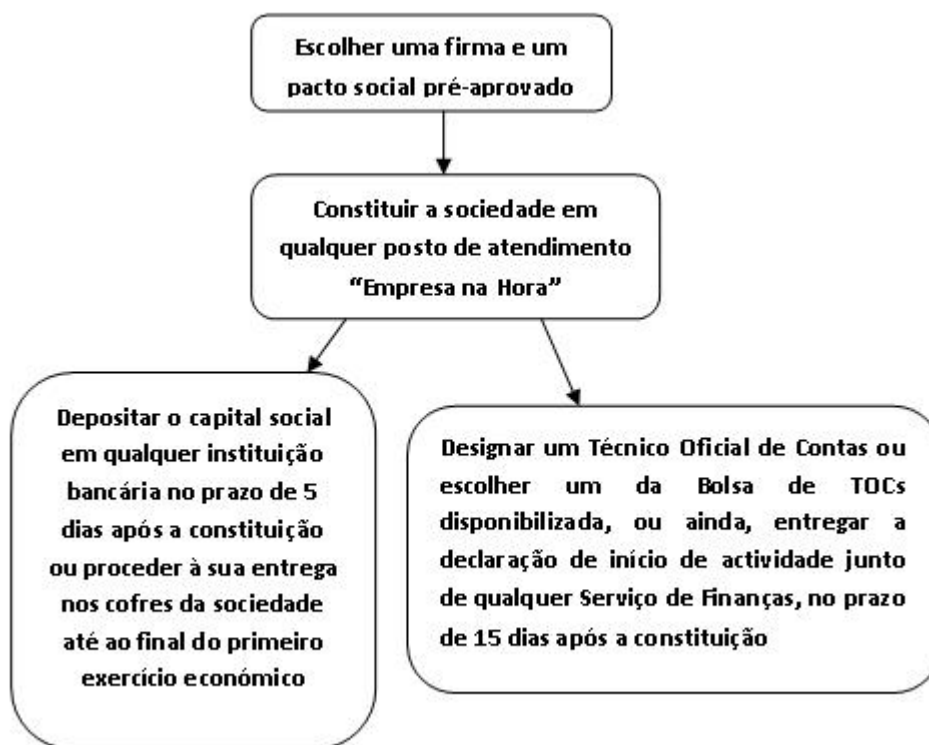 Escolher uma firma e um
pacto social pré-aprovado
Constituir a sociedade em
qualquer posto de atendimento
“Empresa na Hora”
Depositar o capital social
em qualquer instituição
bancária no prazo de 5
dias após a constituição
ou proceder à sua entrega
nos cofres da sociedade
até ao final do primeiro
exercício económico
Designar um Técnico Oficial de Contas ou
escolher um da Bolsa de TOCs
disponibilizada, ou ainda, entregar a
declaração de início de actividade junto
de qualquer Serviço de Finanças, no prazo
de 15 dias após a constituição